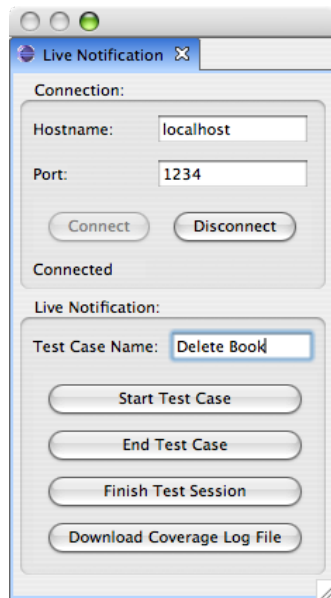 Live Notification
Connection:
Hostname: localhost
Port: 1234
Connect Disconnect
Connected
Live Notification:
Test Case Name: Delete Book
Start Test Case
End Test Case
Finish Test Session
Download Coverage Log File